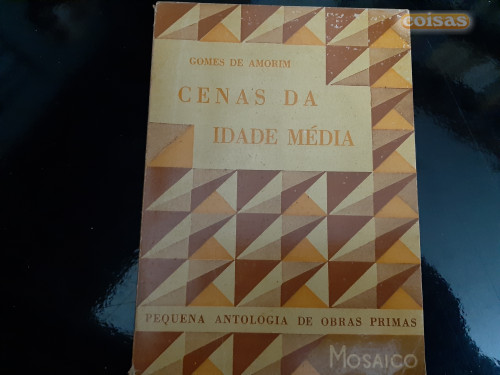 coisas
GOMES DE AMORIM
CENAS DA
IDADE MÉDIA
PEQUENA ANTOLOGIA DE OBRAS PRIMAS
MOSAICO